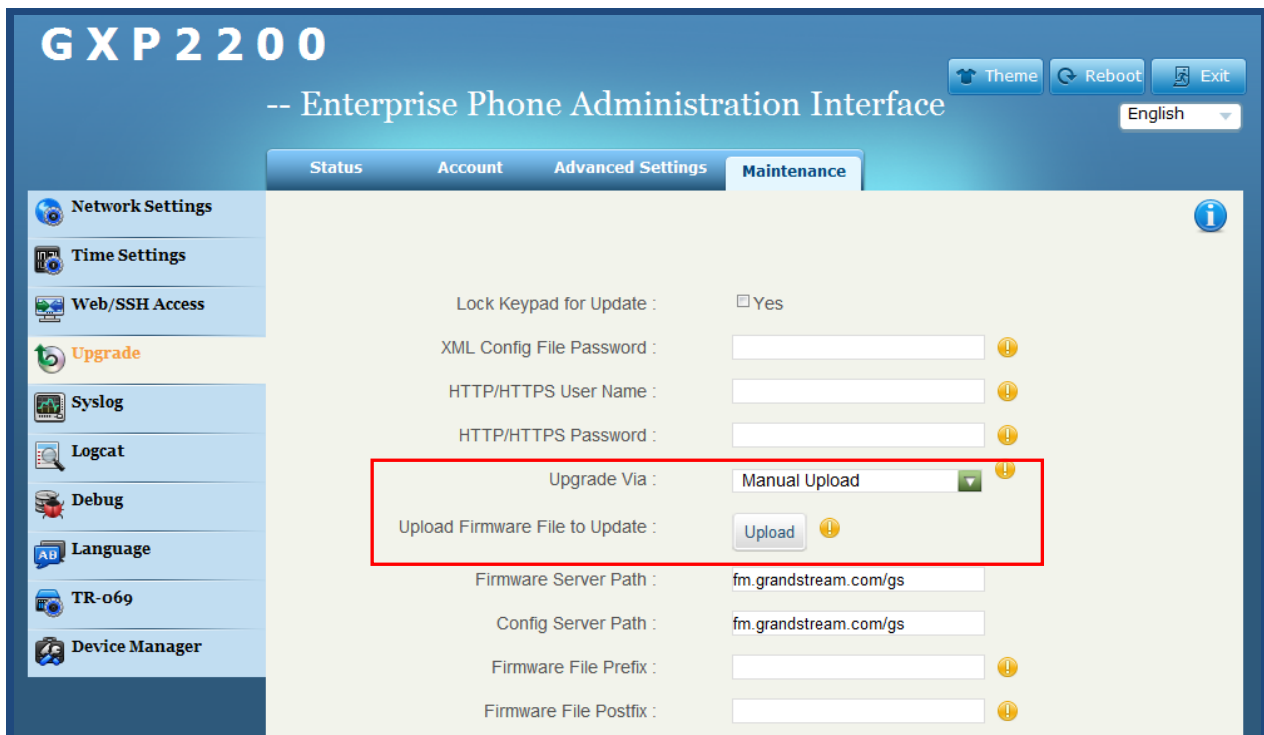 GXP2200
-- Enterprise Phone Administration Interface
Theme
Reboot
Exit
English
Status
Account
Advanced Settings
Maintenance
Network Settings
Time Settings
Web/SSH Access
Upgrade
Syslog
Logcat
Debug
Language
TR-069
Device Manager
Lock Keypad for Update : Yes
XML Config File Password :
HTTP/HTTPS User Name :
HTTP/HTTPS Password :
Upgrade Via : Manual Upload
Upload Firmware File to Update : Upload
Firmware Server Path : fm.grandstream.com/gs
Config Server Path : fm.grandstream.com/gs
Firmware File Prefix :
Firmware File Postfix :